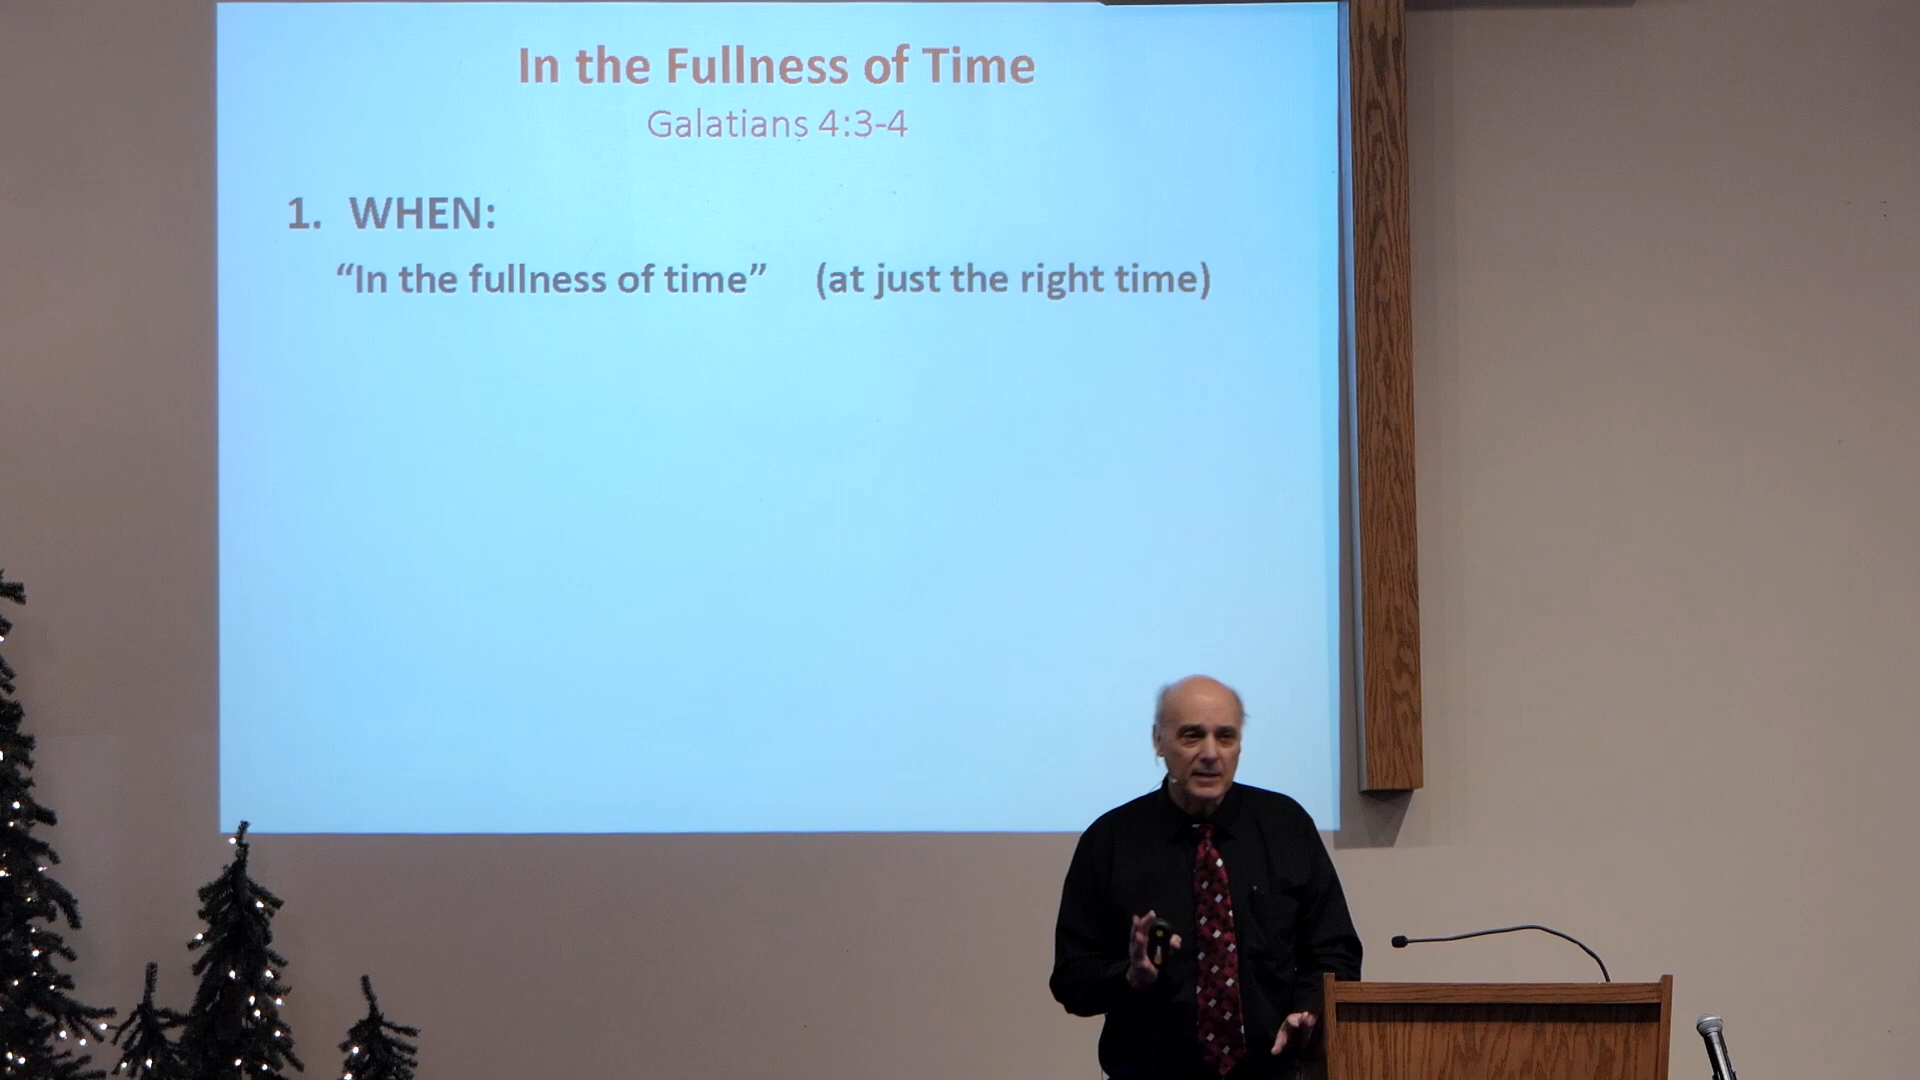 In the Fullness of Time
Galatians 4:3-4
1. WHEN:
“In the fullness of time” (at just the right time)